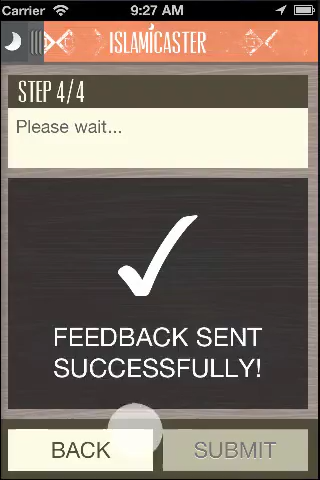 Carrier
9:27 AM
ISLAMICASTER
STEP 4/4
Please wait...
FEEDBACK SENT
SUCCESSFULLY!
BACK
SUBMIT